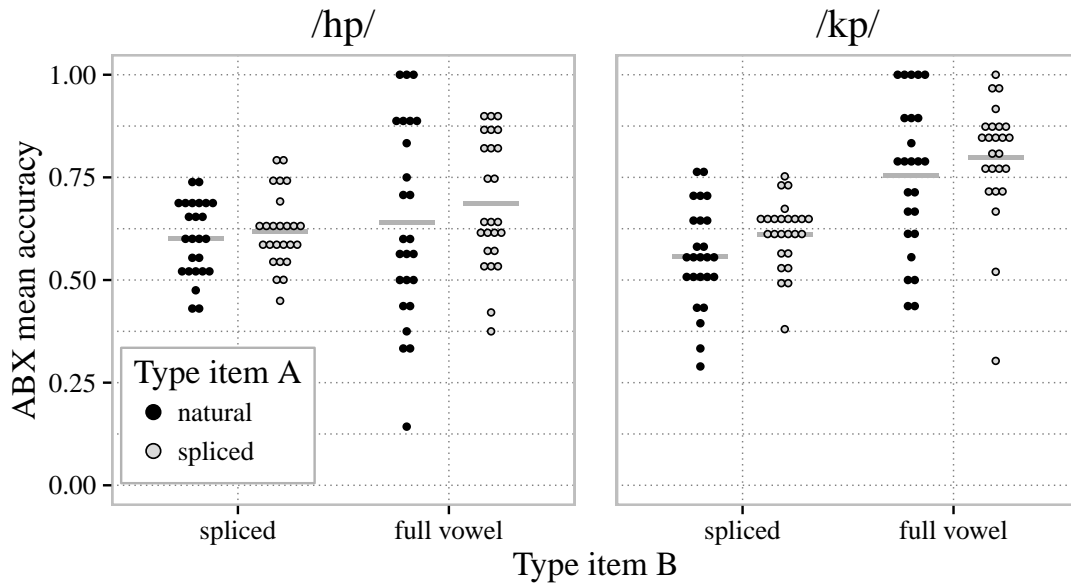 /hp/
/kp/
ABX mean accuracy
1.00
0.75
0.50
0.25
0.00
Type item A
natural
spliced
spliced
full vowel
spliced
full vowel
Type item B